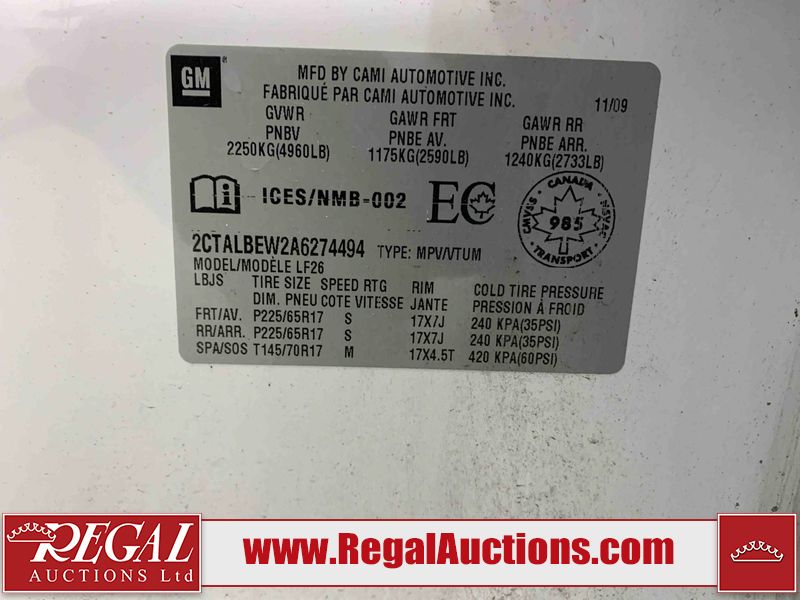 GM
MFD BY CAMI AUTOMOTIVE INC.
FABRIQUÉ PAR CAMI AUTOMOTIVE INC.
11/09
GVWR GAWR FRT GAWR RR
PNBV PNBE AV. PNBE ARR.
2250KG(4960LB) 1175KG(2590LB) 1240KG(2733LB)
i ICES/NMB-002 EC
CANADA
CMVSS 985 NSVAC
TRANSPORT
2CTALBEW2A6274494 TYPE: MPV/VTUM
MODEL/MODÈLE LF26
LBJS TIRE SIZE SPEED RTG RIM COLD TIRE PRESSURE
DIM. PNEU COTE VITESSE JANTE PRESSION À FROID
FRT/AV. P225/65R17 S 17X7J 240 KPA(35PSI)
RR/ARR. P225/65R17 S 17X7J 240 KPA(35PSI)
SPA/SOS T145/70R17 M 17X4.5T 420 KPA(60PSI)
REGAL
AUCTIONS Ltd
www.RegalAuctions.com